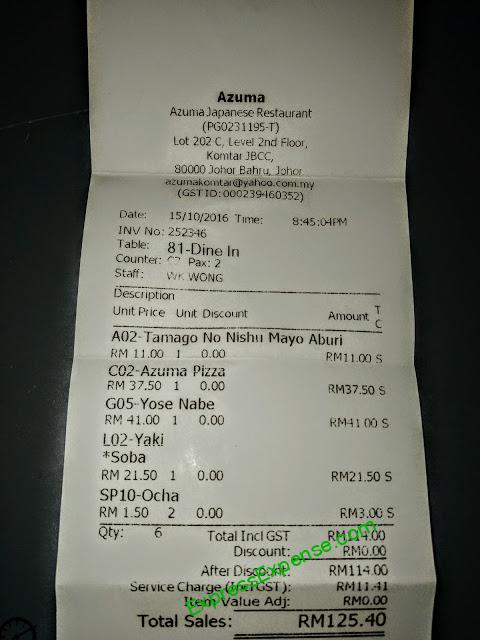 Azuma
Azuma Japanese Restaurant
(PG0231195-T)
Lot 202 C, Level 2nd Floor,
Komtar JBCC,
80000 Johor Bahru, Johor
azumakomtar@yahoo.com.my
(GST ID: 000239460352)
Date: 15/10/2016 Time: 8:45:04PM
INV No: 252346
Table: 81-Dine In
Counter: Pax: 2
Staff: WK WONG
Description
Unit Price Unit Discount Amount T C
A02-Tamago No Nishu Mayo Aburi
RM 11.00 1 0.00 RM11.00 S
C02-Azuma Pizza
RM 37.50 1 0.00 RM37.50 S
G05-Yose Nabe
RM 41.00 1 0.00 RM41.00 S
L02-Yaki
*Soba
RM 21.50 1 0.00 RM21.50 S
SP10-Ocha
RM 1.50 2 0.00 RM3.00 S
Qty: 6 Total Incl GST RM114.00
Discount: RM0.00
After Discount: RM114.00
Service Charge (Incl GST): RM11.41
Item Value Adj: RM0.00
Total Sales: RM125.40
ExpressExpense.com